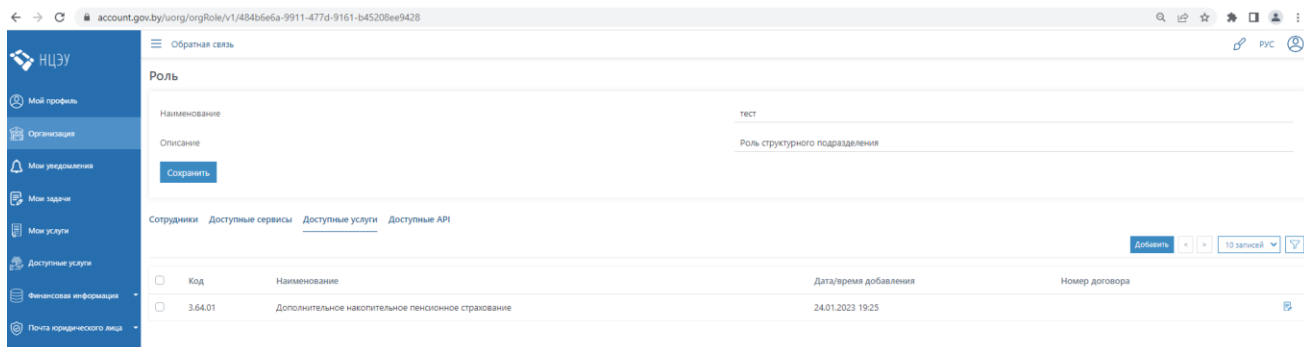 account.gov.by/uorg/orgRole/v1/484b6e6a-9911-477d-9161-b45208ee9428
НЦЭУ
Обратная связь
РУС
Мой профиль
Организация
Мои уведомления
Мои задачи
Мои услуги
Доступные услуги
Финансовая информация
Почта юридического лица
Роль
Наименование
тест
Описание
Роль структурного подразделения
Сохранить
Сотрудники Доступные сервисы Доступные услуги Доступные API
Добавить < > 10 записей
Код Наименование Дата/время добавления Номер договора
3.64.01 Дополнительное накопительное пенсионное страхование 24.01.2023 19:25